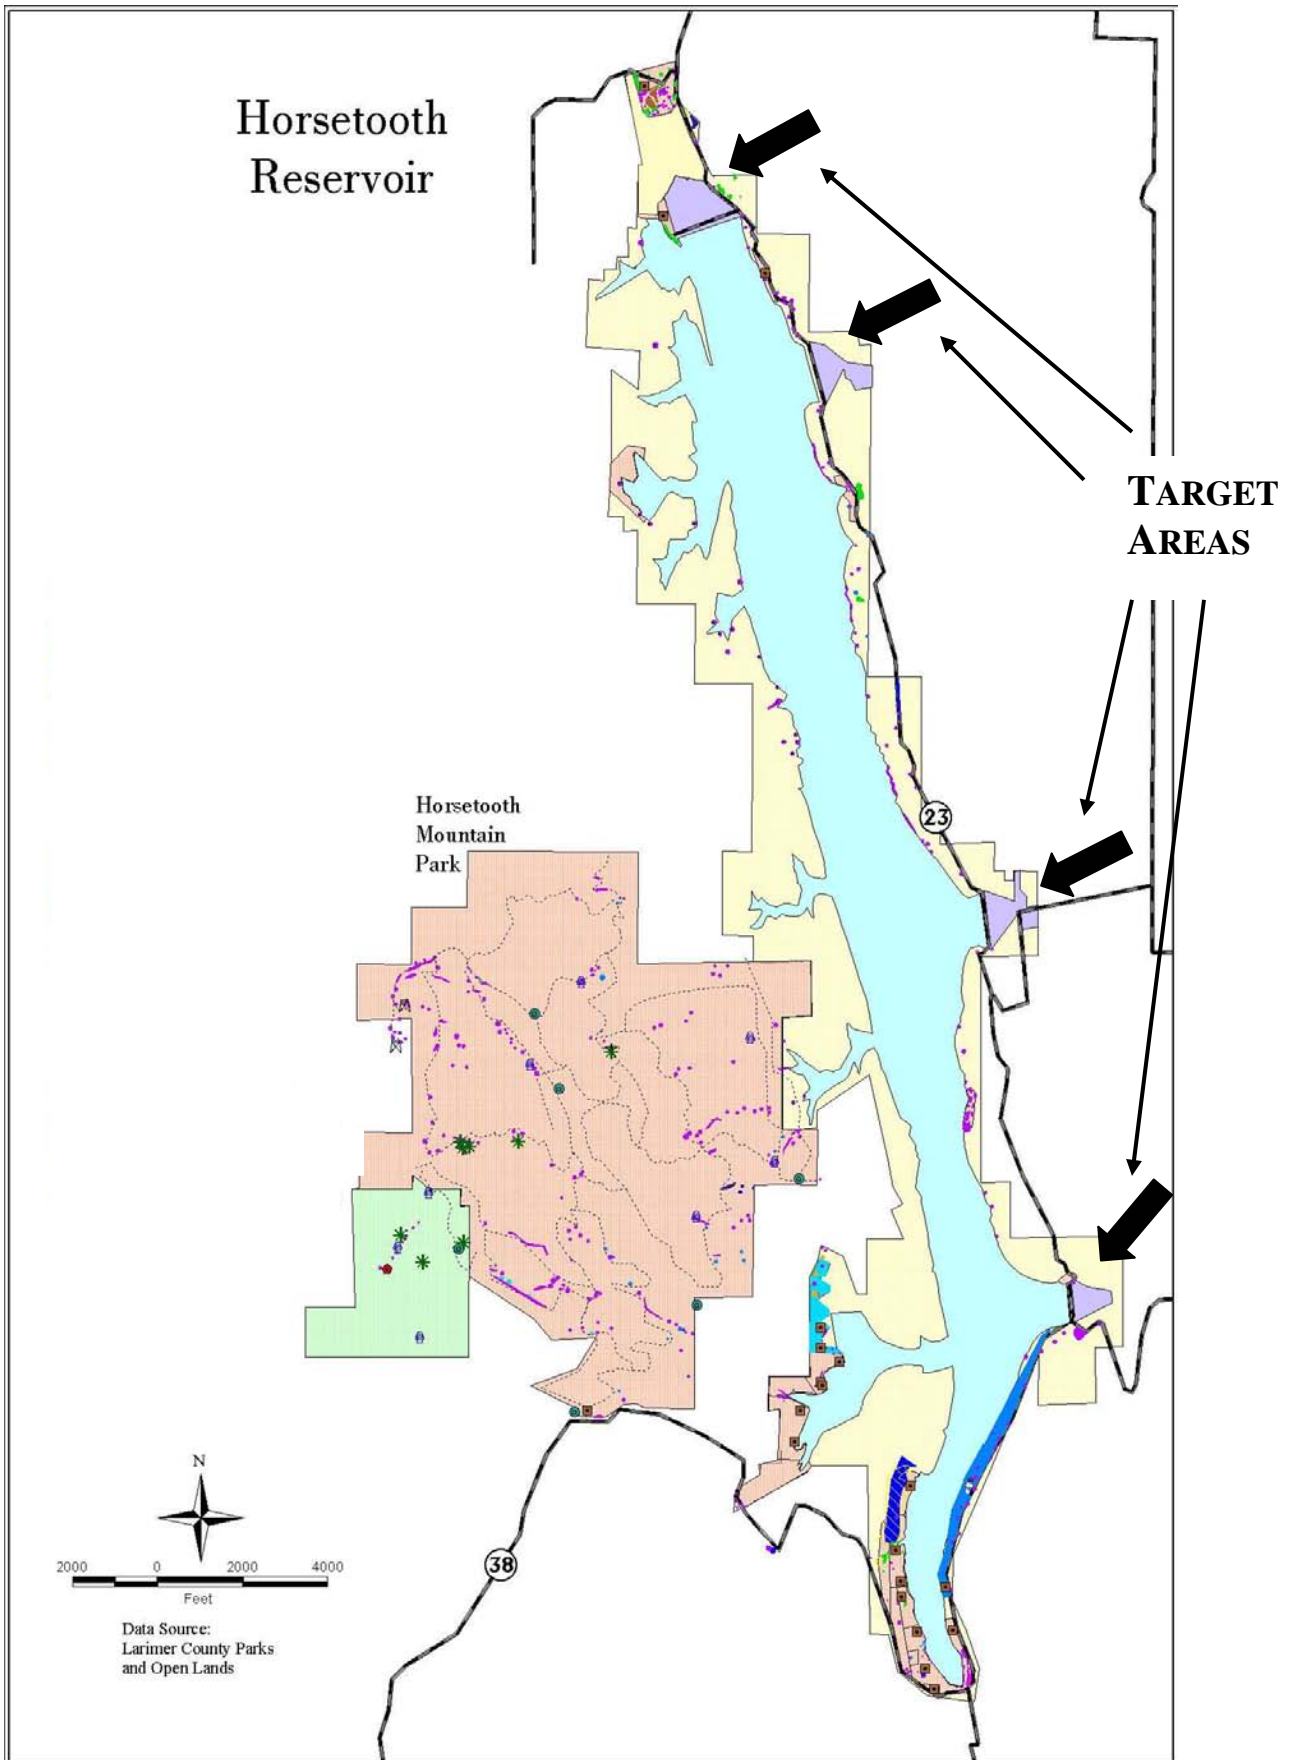 Horsetooth
Reservoir
TARGET
AREAS
23
Horsetooth
Mountain
Park
N
2000 0 2000 4000
Feet
38
Data Source:
Larimer County Parks
and Open Lands